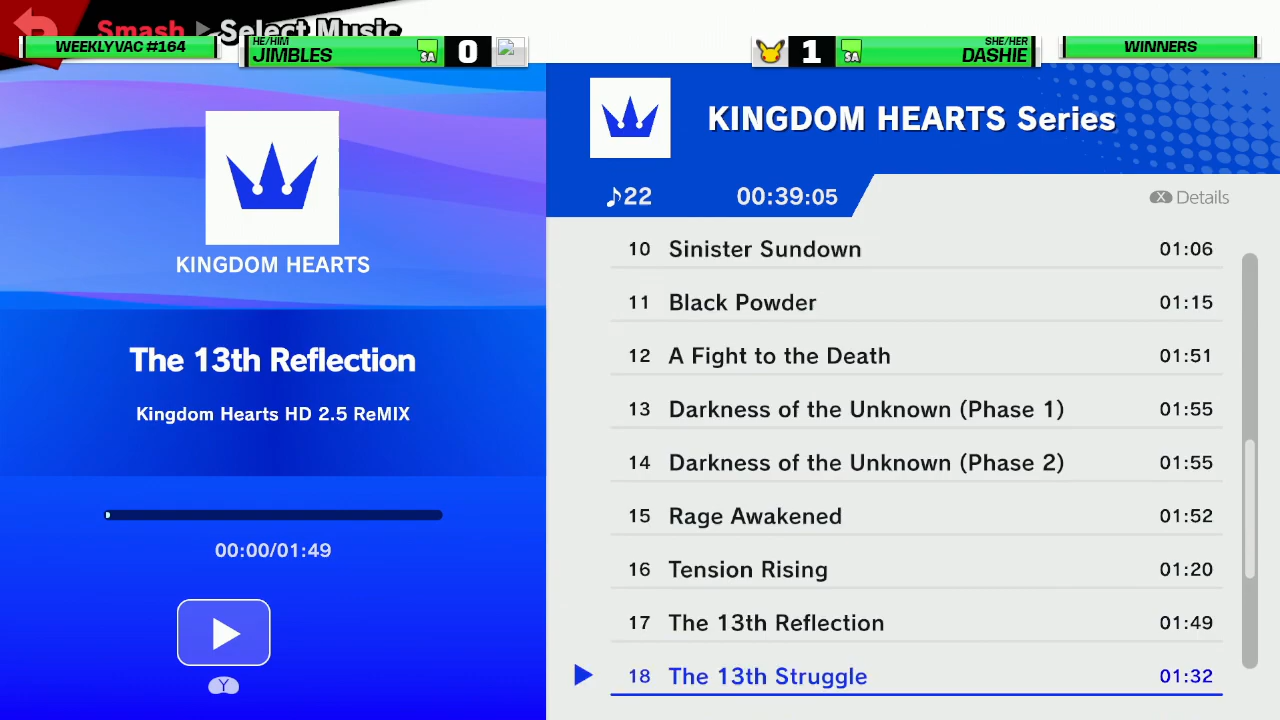 Smash ▶ Select Music
WEEKLYVAC #164
HE/HIM
JIMBLES
SA
0
1
SA
SHE/HER
DASHIE
WINNERS
KINGDOM HEARTS
The 13th Reflection
Kingdom Hearts HD 2.5 ReMIX
00:00/01:49
Y
KINGDOM HEARTS Series
♪22 00:39:05
X Details
10 Sinister Sundown 01:06
11 Black Powder 01:15
12 A Fight to the Death 01:51
13 Darkness of the Unknown (Phase 1) 01:55
14 Darkness of the Unknown (Phase 2) 01:55
15 Rage Awakened 01:52
16 Tension Rising 01:20
17 The 13th Reflection 01:49
18 The 13th Struggle 01:32